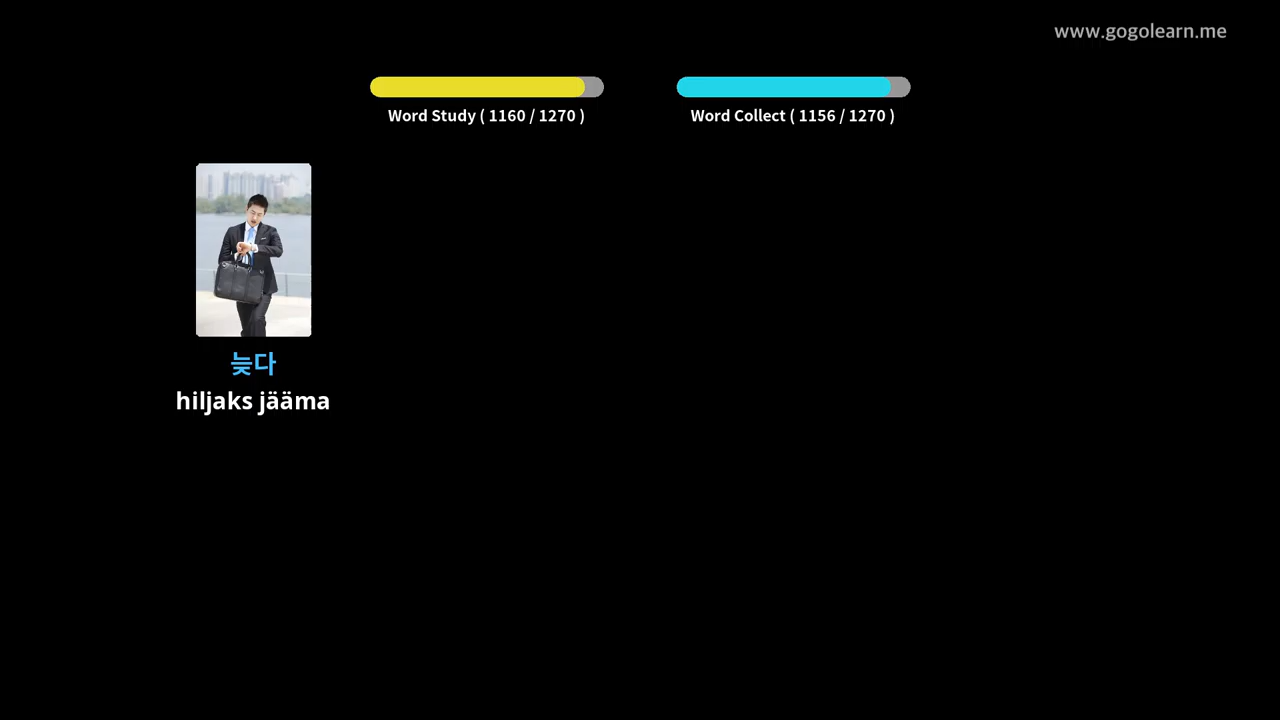 www.gogolearn.me
Word Study ( 1160 / 1270 )
Word Collect ( 1156 / 1270 )
늦다
hiljaks jääma